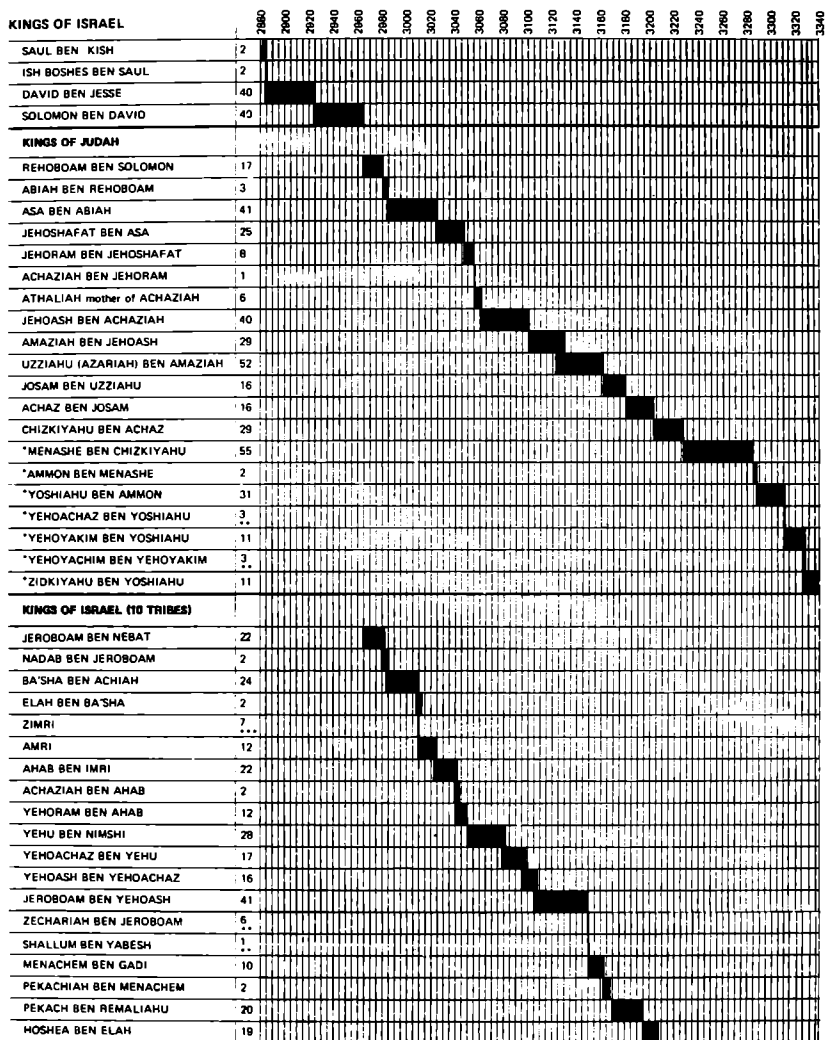 KINGS OF ISRAEL 2880 2900 2920 2940 2960 2980 3000 3020 3040 3060 3080 3100 3120 3140 3160 3180 3200 3220 3240 3260 3280 3300 3320 3340
SAUL BEN KISH 2
ISH BOSHES BEN SAUL 2
DAVID BEN JESSE 40
SOLOMON BEN DAVID 40
KINGS OF JUDAH
REHOBOAM BEN SOLOMON 17
ABIAH BEN REHOBOAM 3
ASA BEN ABIAH 41
JEHOSHAFAT BEN ASA 25
JEHORAM BEN JEHOSHAFAT 8
ACHAZIAH BEN JEHORAM 1
ATHALIAH mother of ACHAZIAH 6
JEHOASH BEN ACHAZIAH 40
AMAZIAH BEN JEHOASH 29
UZZIAHU (AZARIAH) BEN AMAZIAH 52
JOSAM BEN UZZIAHU 16
ACHAZ BEN JOSAM 16
CHIZKIYAHU BEN ACHAZ 29
*MENASHE BEN CHIZKIYAHU 55
*AMMON BEN MENASHE 2
*YOSHIAHU BEN AMMON 31
*YEHOACHAZ BEN YOSHIAHU 3..
*YEHOYAKIM BEN YOSHIAHU 11
*YEHOYACHIM BEN YEHOYAKIM 3..
*ZIDKIYAHU BEN YOSHIAHU 11
KINGS OF ISRAEL (10 TRIBES)
JEROBOAM BEN NEBAT 22
NADAB BEN JEROBOAM 2
BA'SHA BEN ACHIAH 24
ELAH BEN BA'SHA 2
ZIMRI 7...
AMRI 12
AHAB BEN IMRI 22
ACHAZIAH BEN AHAB 2
YEHORAM BEN AHAB 12
YEHU BEN NIMSHI 28
YEHOACHAZ BEN YEHU 17
YEHOASH BEN YEHOACHAZ 16
JEROBOAM BEN YEHOASH 41
ZECHARIAH BEN JEROBOAM 6..
SHALLUM BEN YABESH 1..
MENACHEM BEN GADI 10
PEKACHIAH BEN MENACHEM 2
PEKACH BEN REMALIAHU 20
HOSHEA BEN ELAH 19